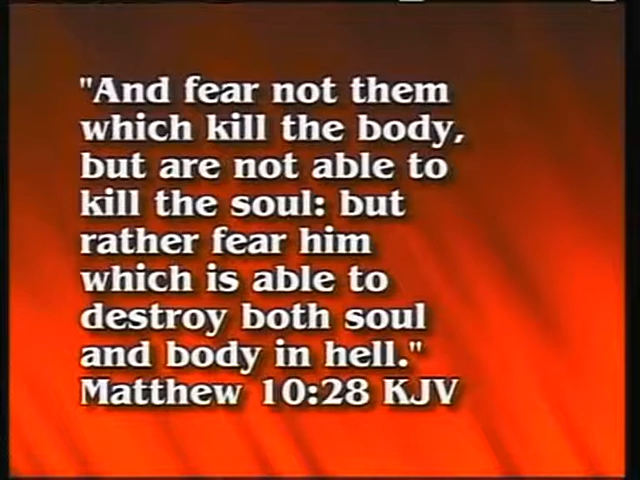 "And fear not them
which kill the body,
but are not able to
kill the soul: but
rather fear him
which is able to
destroy both soul
and body in hell."
Matthew 10:28 KJV